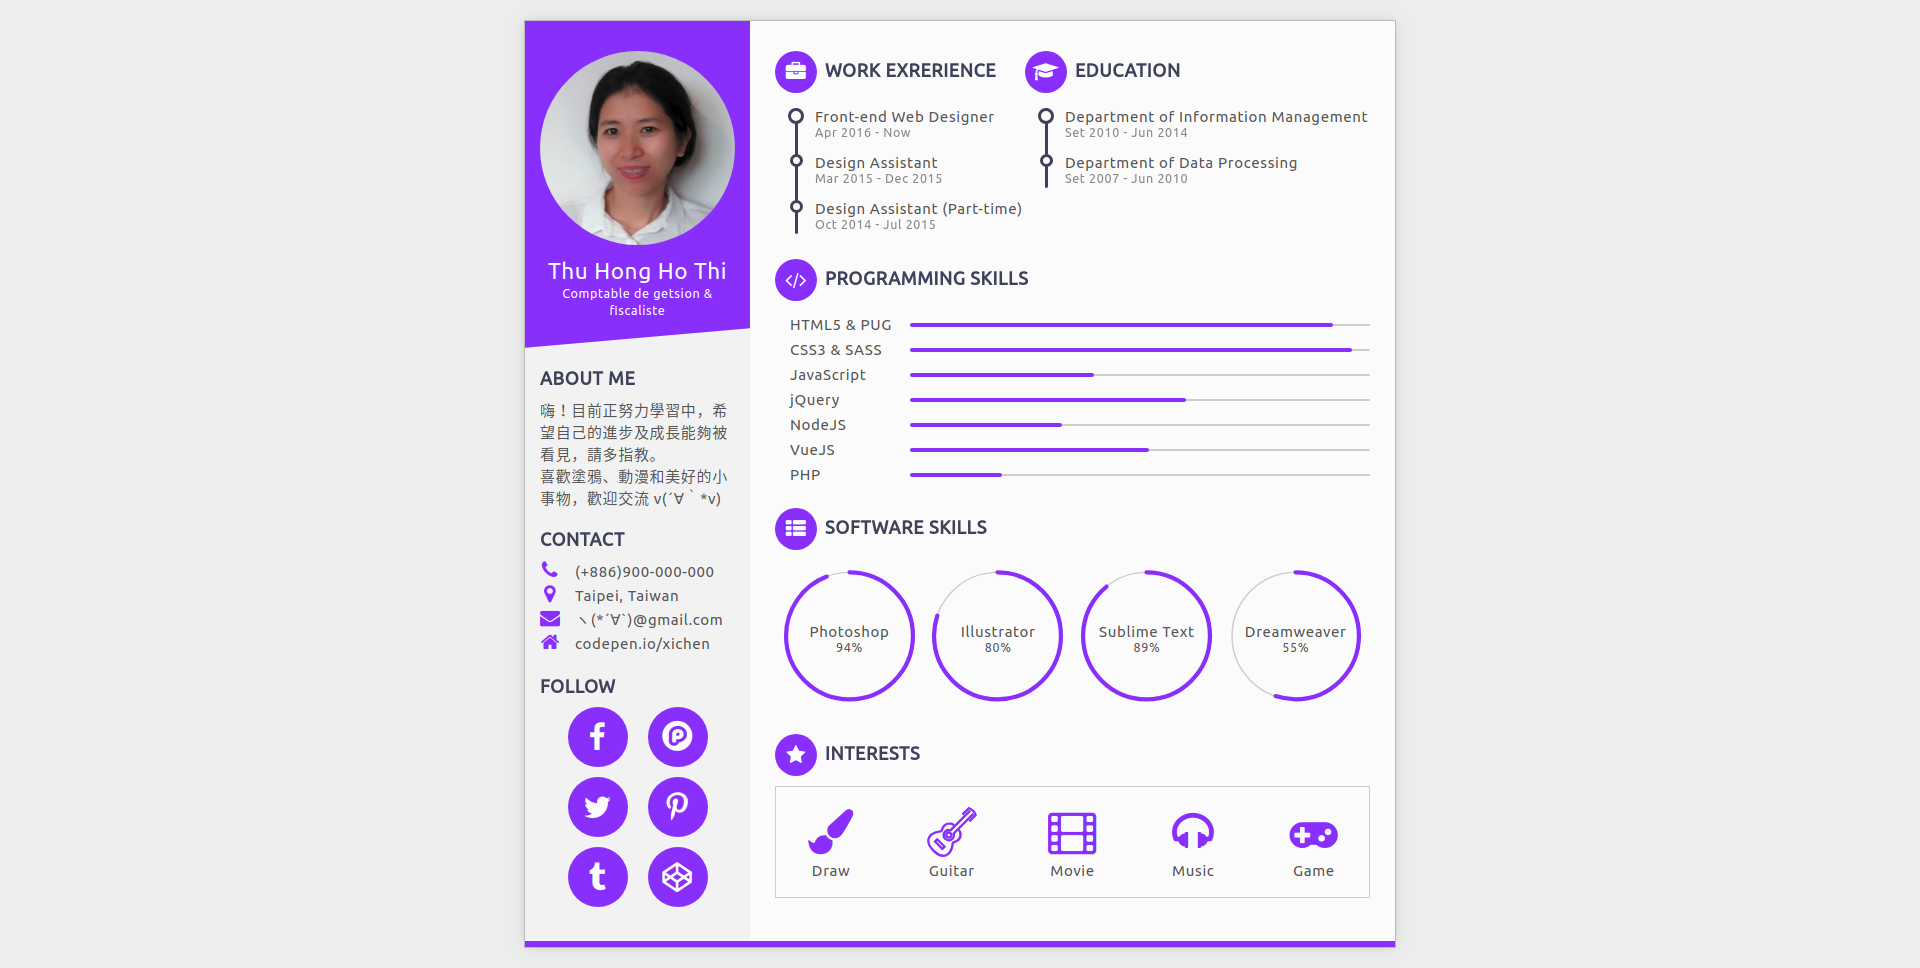 Thu Hong Ho Thi
Comptable de getsion &
fiscaliste
ABOUT ME
嗨！目前正努力學習中，希
望自己的進步及成長能夠被
看見，請多指教。
喜歡塗鴉、動漫和美好的小
事物，歡迎交流 v(´∀｀*v)
CONTACT
(+886)900-000-000
Taipei, Taiwan
ヽ(*´∀`)@gmail.com
codepen.io/xichen
FOLLOW
WORK EXRERIENCE
Front-end Web Designer
Apr 2016 - Now
Design Assistant
Mar 2015 - Dec 2015
Design Assistant (Part-time)
Oct 2014 - Jul 2015
EDUCATION
Department of Information Management
Set 2010 - Jun 2014
Department of Data Processing
Set 2007 - Jun 2010
PROGRAMMING SKILLS
HTML5 & PUG
CSS3 & SASS
JavaScript
jQuery
NodeJS
VueJS
PHP
SOFTWARE SKILLS
Photoshop
94%
Illustrator
80%
Sublime Text
89%
Dreamweaver
55%
INTERESTS
Draw
Guitar
Movie
Music
Game